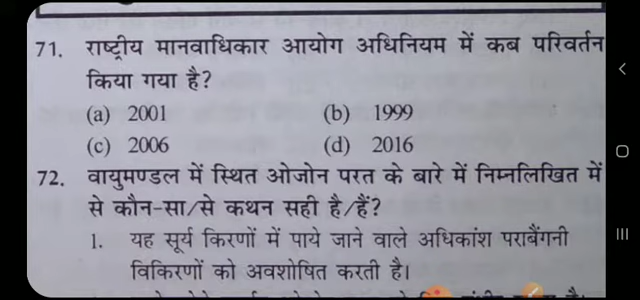 71. राष्ट्रीय मानवाधिकार आयोग अधिनियम में कब परिवर्तन
किया गया है?
(a) 2001 (b) 1999
(c) 2006 (d) 2016
72. वायुमण्डल में स्थित ओजोन परत के बारे में निम्नलिखित में
से कौन-सा/से कथन सही है/हैं?
1. यह सूर्य किरणों में पाये जाने वाले अधिकांश पराबैंगनी
विकिरणों को अवशोषित करती है।